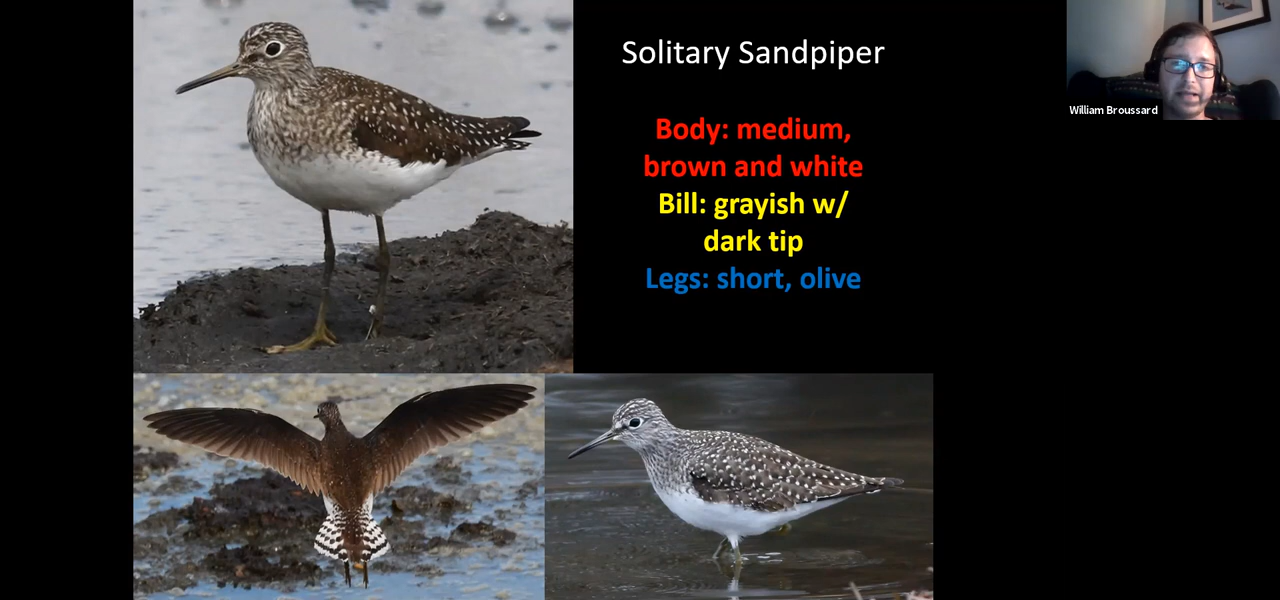 Solitary Sandpiper
Body: medium,
brown and white
Bill: grayish w/
dark tip
Legs: short, olive
William Broussard